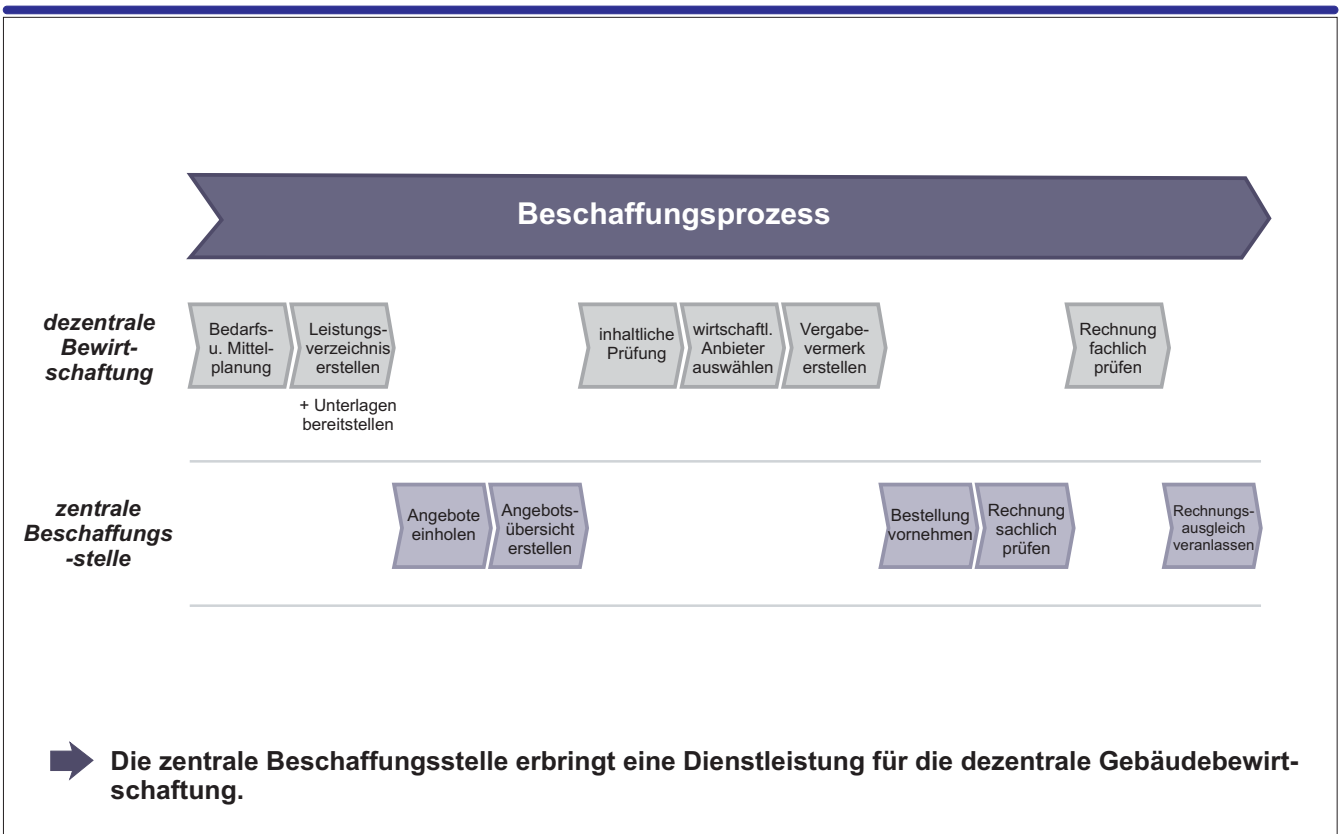 Beschaffungsprozess
dezentrale
Bewirt-
schaftung
Bedarfs-
u. Mittel-
planung
Leistungs-
verzeichnis
erstellen
+ Unterlagen
bereitstellen
inhaltliche
Prüfung
wirtschaftl.
Anbieter
auswählen
Vergabe-
vermerk
erstellen
Rechnung
fachlich
prüfen
zentrale
Beschaffungs
-stelle
Angebote
einholen
Angebots-
übersicht
erstellen
Bestellung
vornehmen
Rechnung
sachlich
prüfen
Rechnungs-
ausgleich
veranlassen
Die zentrale Beschaffungsstelle erbringt eine Dienstleistung für die dezentrale Gebäudebewirt-
schaftung.